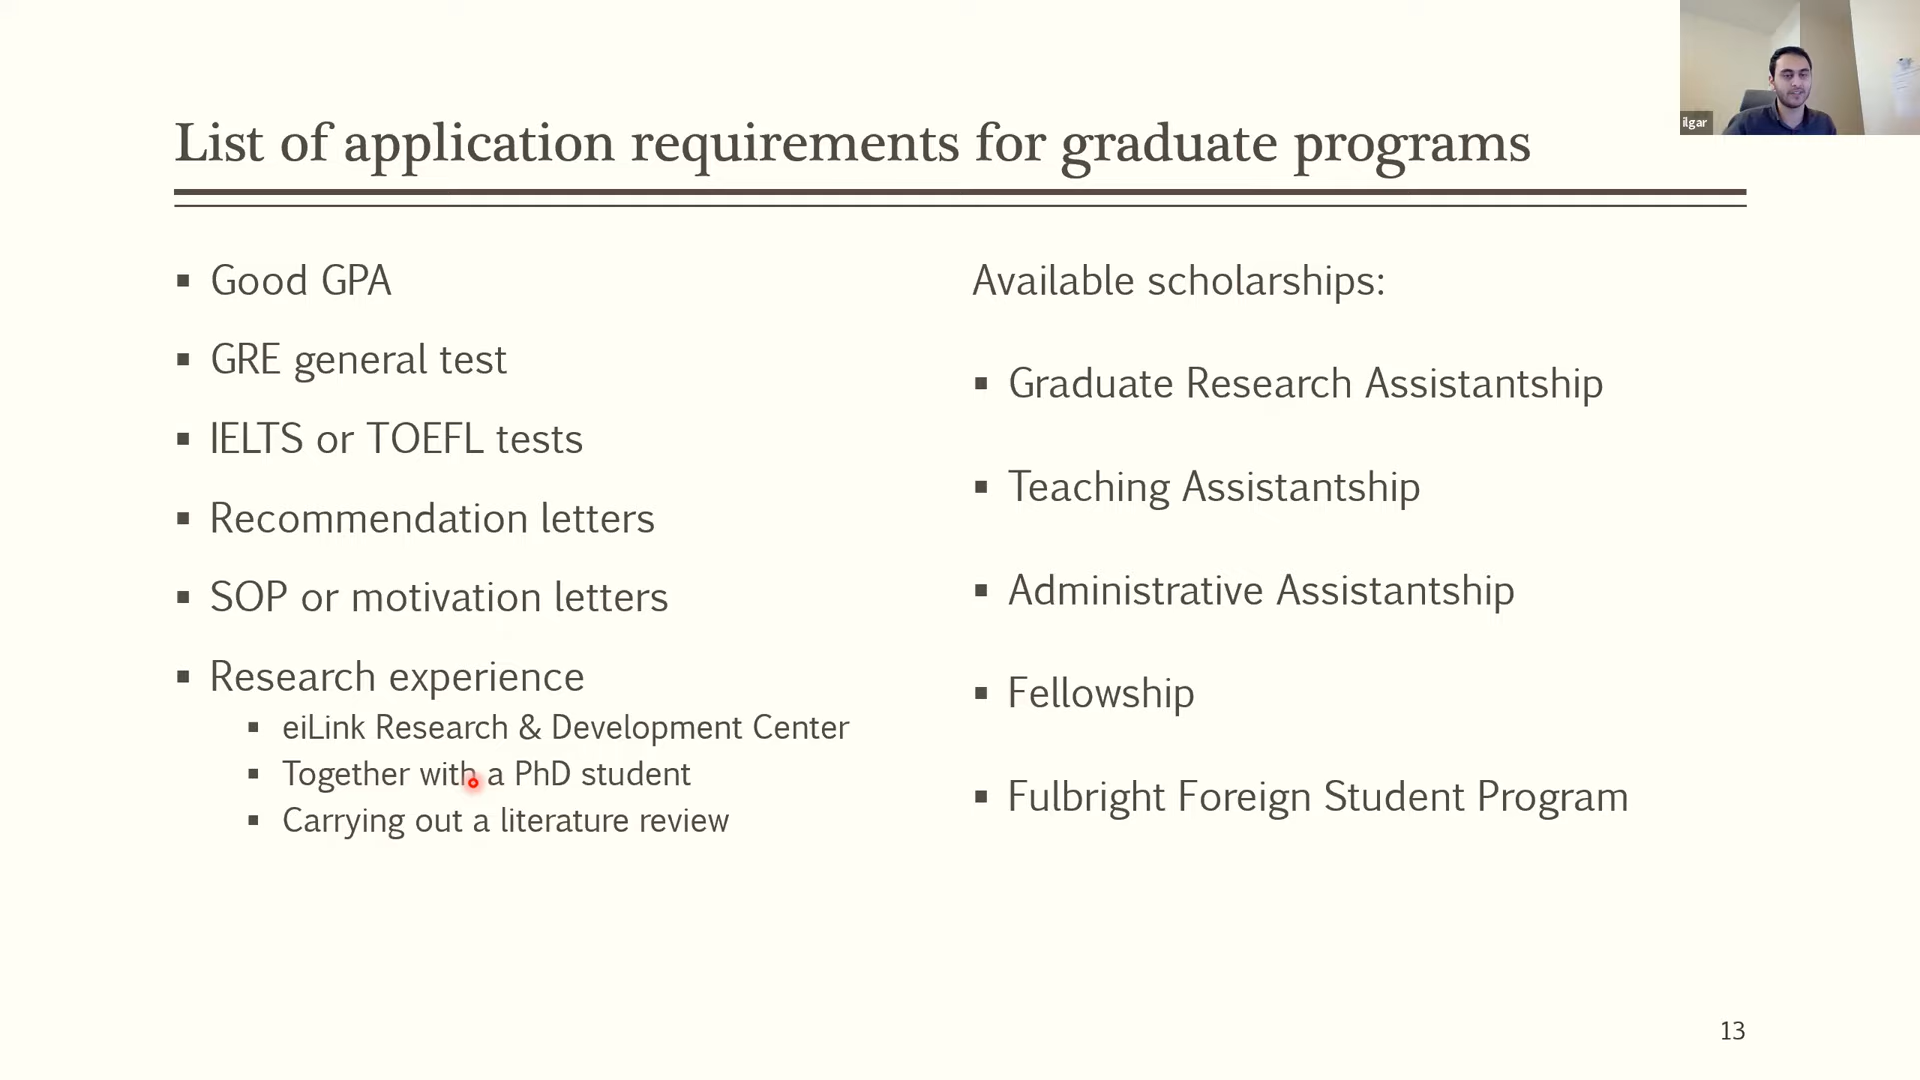 ilgar
List of application requirements for graduate programs
▪ Good GPA
▪ GRE general test
▪ IELTS or TOEFL tests
▪ Recommendation letters
▪ SOP or motivation letters
▪ Research experience
▪ eiLink Research & Development Center
▪ Together with a PhD student
▪ Carrying out a literature review
Available scholarships:
▪ Graduate Research Assistantship
▪ Teaching Assistantship
▪ Administrative Assistantship
▪ Fellowship
▪ Fulbright Foreign Student Program
13